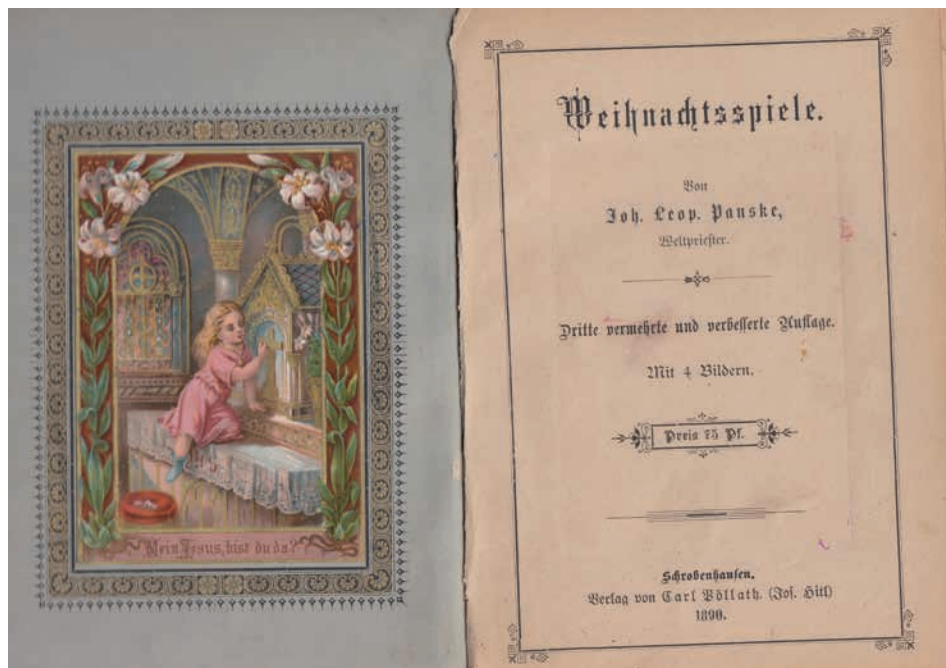 Mein Jesus, bist du da?
Weihnachtsspiele.
Von
Joh. Leop. Panske,
Weltpriester.
Dritte vermehrte und verbesserte Auflage.
Mit 4 Bildern.
Preis 75 Pf.
Schrobenhausen.
Verlag von Carl Völlath. (Jos. Hitl)
1890.